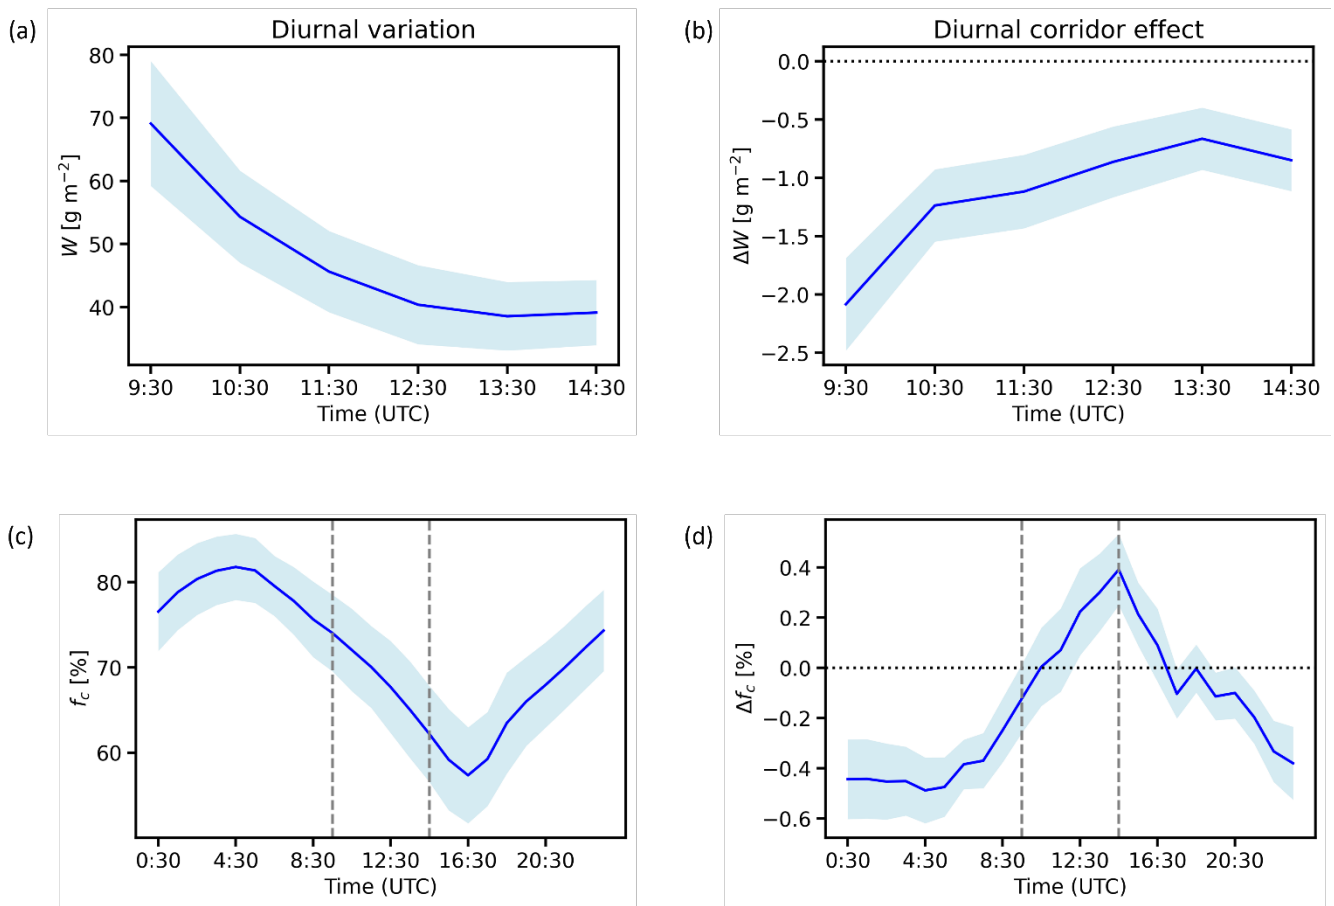 (a)
Diurnal variation
80
70
60
50
40
W [g m⁻²]
9:30 10:30 11:30 12:30 13:30 14:30
Time (UTC)
(b)
Diurnal corridor effect
0.0
−0.5
−1.0
−1.5
−2.0
−2.5
ΔW [g m⁻²]
9:30 10:30 11:30 12:30 13:30 14:30
Time (UTC)
(c)
80
70
60
f_c [%]
0:30 4:30 8:30 12:30 16:30 20:30
Time (UTC)
(d)
0.4
0.2
0.0
−0.2
−0.4
−0.6
Δf_c [%]
0:30 4:30 8:30 12:30 16:30 20:30
Time (UTC)